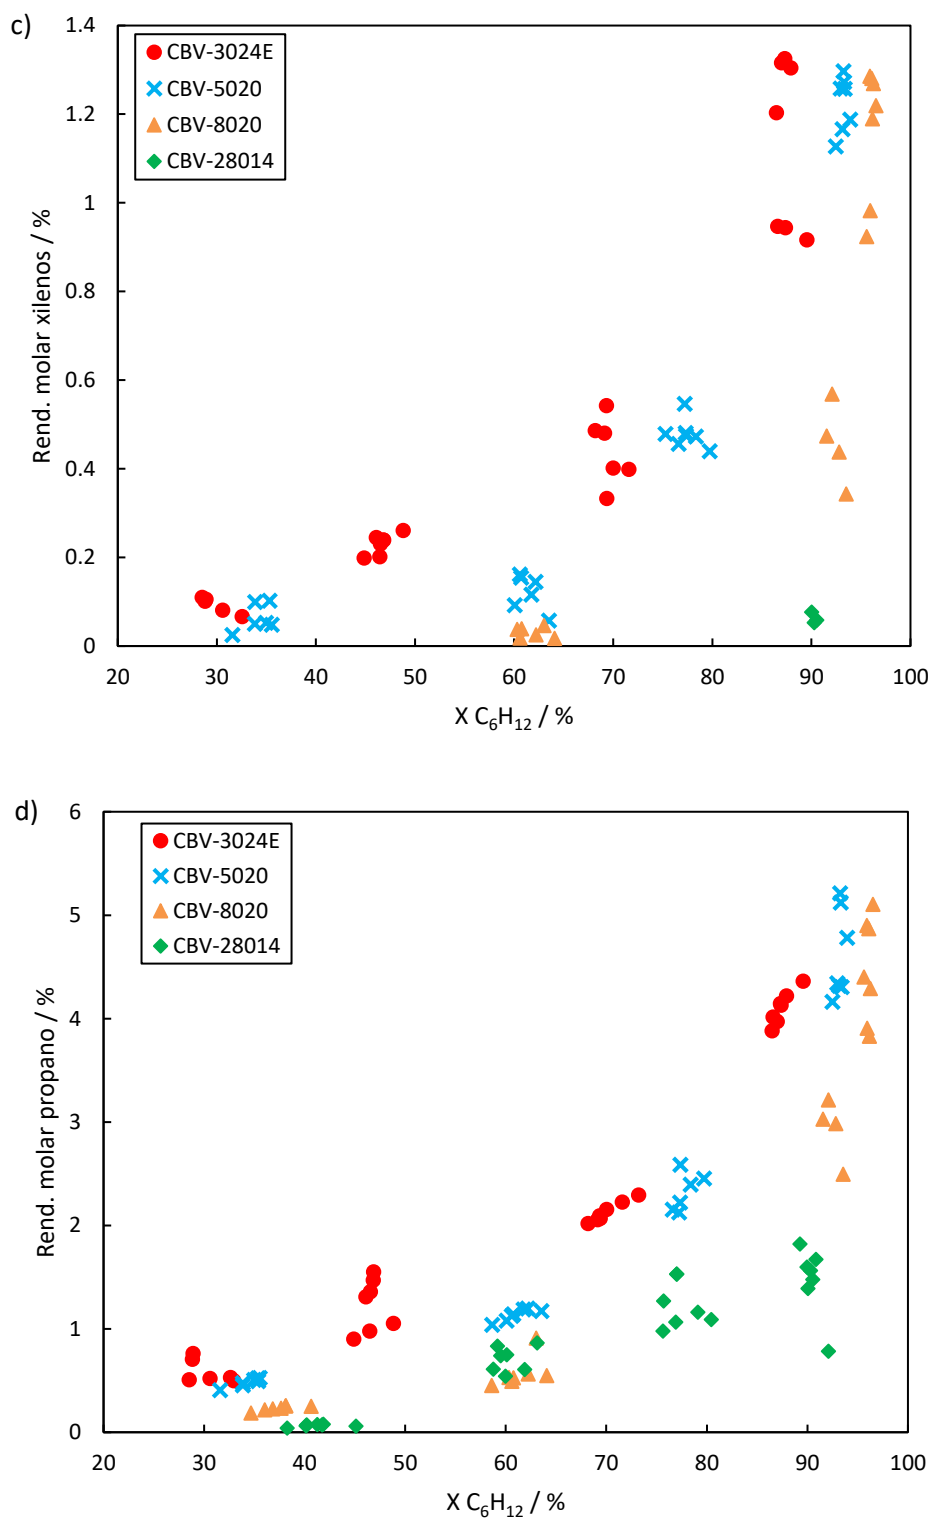 c)
1.4
1.2
1
0.8
0.6
0.4
0.2
0
Rend. molar xilenos / %
CBV-3024E
CBV-5020
CBV-8020
CBV-28014
20 30 40 50 60 70 80 90 100
X C₆H₁₂ / %
d)
6
5
4
3
2
1
0
Rend. molar propano / %
CBV-3024E
CBV-5020
CBV-8020
CBV-28014
20 30 40 50 60 70 80 90 100
X C₆H₁₂ / %